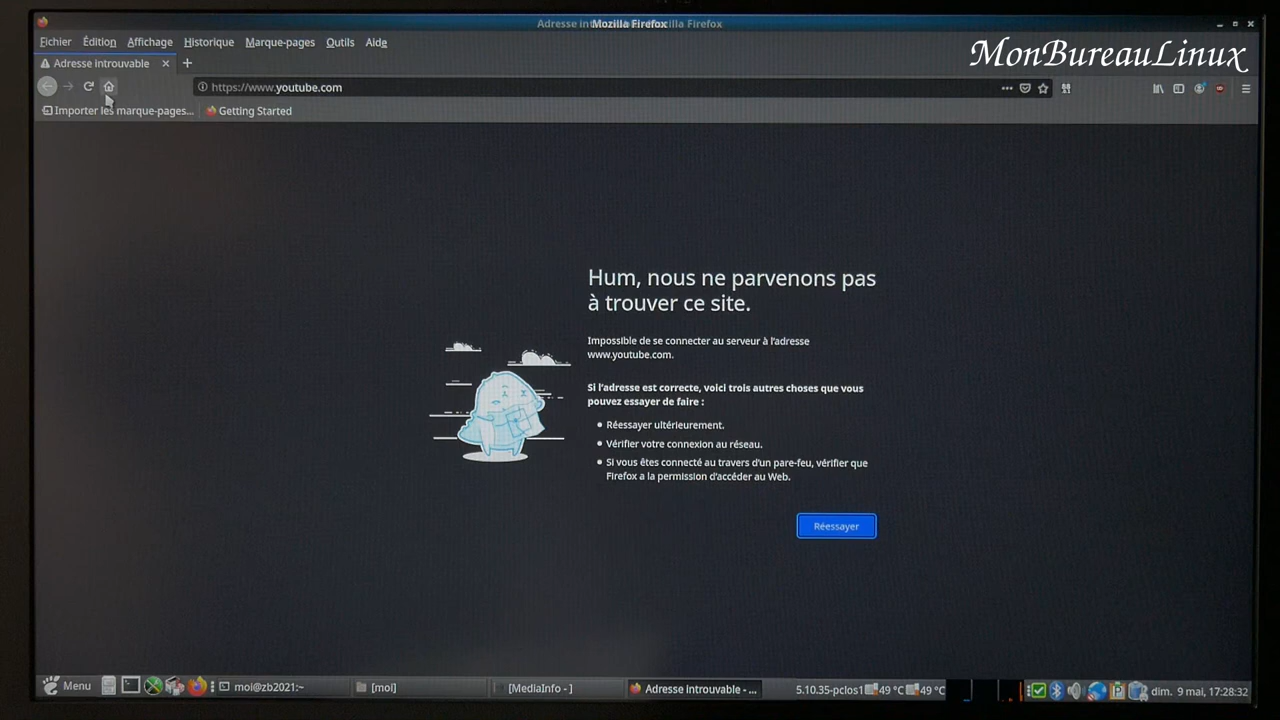 Mozilla Firefox
Fichier Édition Affichage Historique Marque-pages Outils Aide
MonBureauLinux
Adresse introuvable
https://www.youtube.com
Importer les marque-pages... Getting Started
Hum, nous ne parvenons pas
à trouver ce site.
Impossible de se connecter au serveur à l’adresse
www.youtube.com.
Si l’adresse est correcte, voici trois autres choses que vous
pouvez essayer de faire :
Réessayer ultérieurement.
Vérifier votre connexion au réseau.
Si vous êtes connecté au travers d’un pare-feu, vérifier que
Firefox a la permission d’accéder au Web.
Réessayer
Menu moi@zb2021:~ [moi] [MediaInfo - ] Adresse introuvable - ... 5.10.35-pclos1 49 °C 49 °C dim. 9 mai, 17:28:32